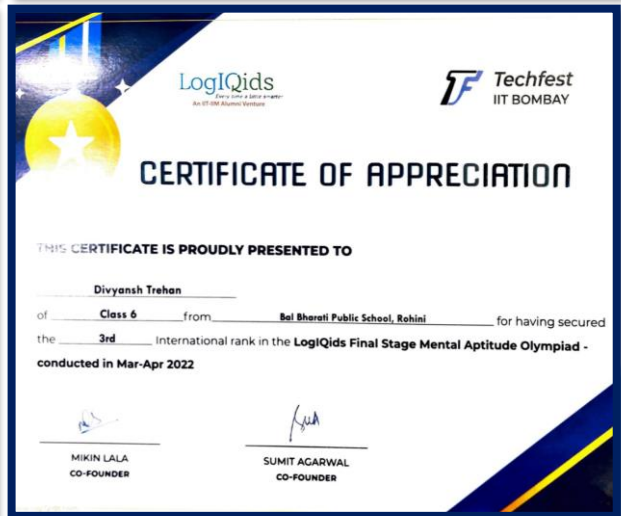 LogIQids
Every time a little smarter
An IIT-IIM Alumni Venture
Techfest
IIT BOMBAY
CERTIFICATE OF APPRECIATION
THIS CERTIFICATE IS PROUDLY PRESENTED TO
Divyansh Trehan
of Class 6 from Bal Bharati Public School, Rohini for having secured
the 3rd International rank in the LogIQids Final Stage Mental Aptitude Olympiad -
conducted in Mar-Apr 2022
MIKIN LALA
CO-FOUNDER
SUMIT AGARWAL
CO-FOUNDER